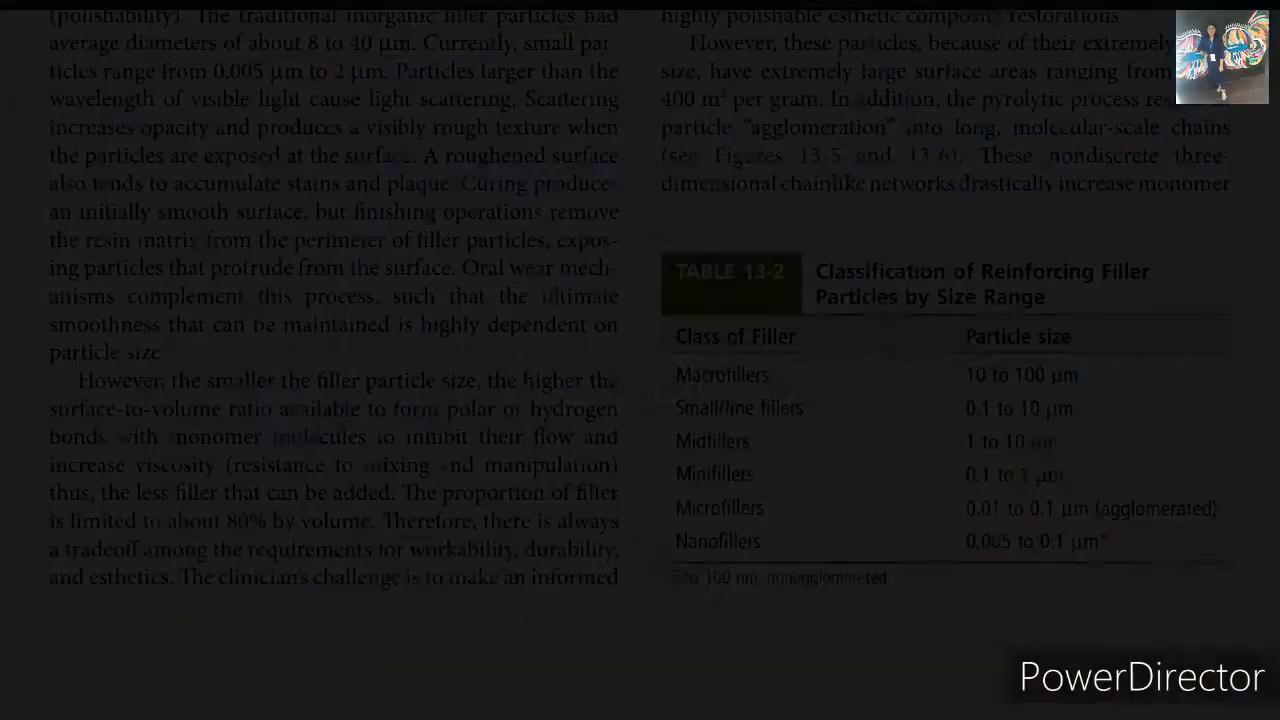 (polishability). The traditional inorganic filler particles had
average diameters of about 8 to 40 μm. Currently, small par-
ticles range from 0.005 μm to 2 μm. Particles larger than the
wavelength of visible light cause light scattering. Scattering
increases opacity and produces a visibly rough texture when
the particles are exposed at the surface. A roughened surface
also tends to accumulate stains and plaque. Curing produces
an initially smooth surface, but finishing operations remove
the resin matrix from the perimeter of filler particles, expos-
ing particles that protrude from the surface. Oral wear mech-
anisms complement this process, such that the ultimate
smoothness that can be maintained is highly dependent on
particle size.
However, the smaller the filler particle size, the higher the
surface-to-volume ratio available to form polar or hydrogen
bonds with monomer molecules to inhibit their flow and
increase viscosity (resistance to mixing and manipulation)
thus, the less filler that can be added. The proportion of filler
is limited to about 80% by volume. Therefore, there is always
a tradeoff among the requirements for workability, durability,
and esthetics. The clinician's challenge is to make an informed
highly polishable esthetic composite restorations
However, these particles, because of their extremely
size, have extremely large surface areas ranging from
400 m² per gram. In addition, the pyrolytic process
particle “agglomeration” into long, molecular-scale chains
(see Figures 13-5 and 13-6). These nondiscrete three-
dimensional chainlike networks drastically increase monomer
TABLE 13-2 Classification of Reinforcing Filler
Particles by Size Range
Class of Filler Particle size
Macrofillers 10 to 100 μm
Small/fine fillers 0.1 to 10 μm
Midfillers 1 to 10 μm
Minifillers 0.1 to 1 μm
Microfillers 0.01 to 0.1 μm (agglomerated)
Nanofillers 0.005 to 0.1 μm*
to 100 nm, nonagglomerated
PowerDirector